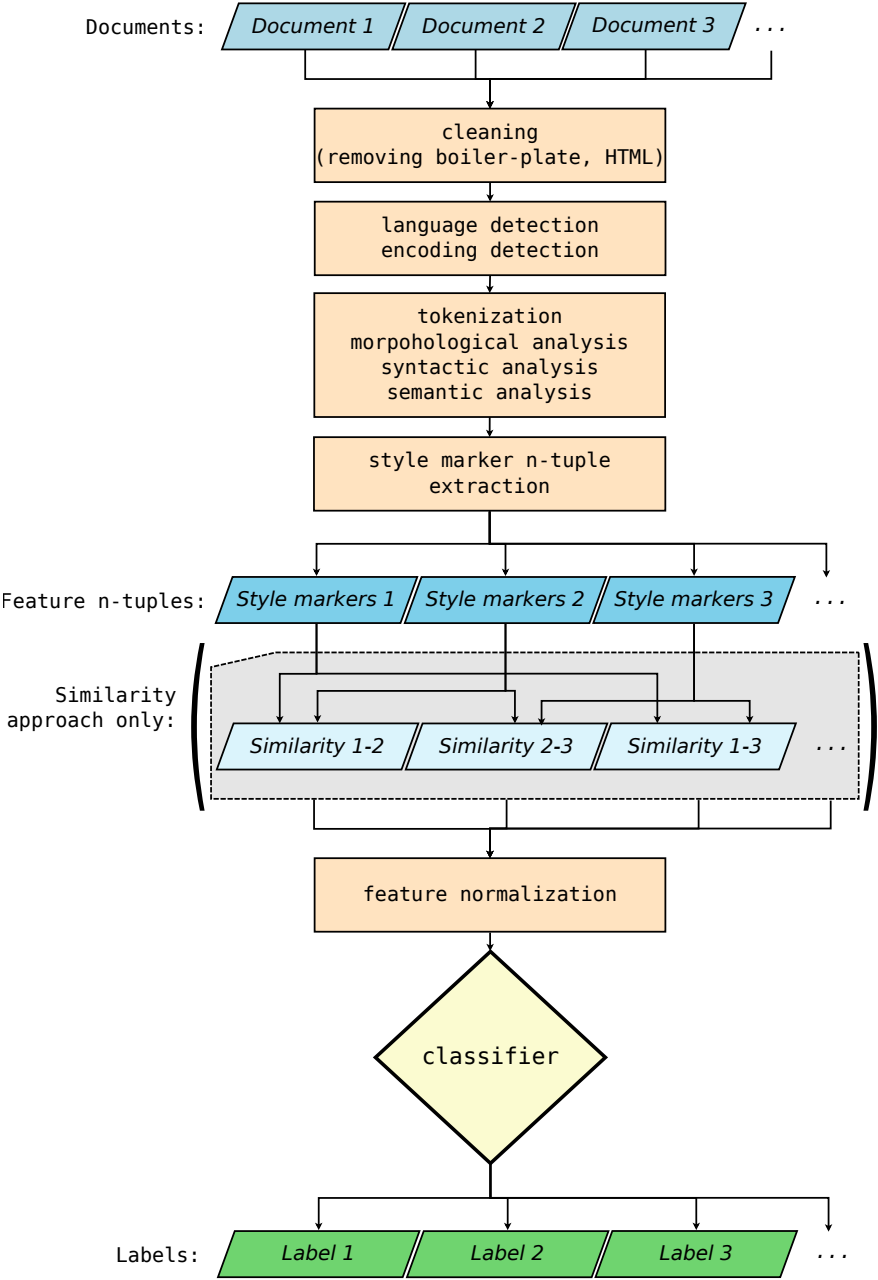 Documents: Document 1 Document 2 Document 3 ...
cleaning
(removing boiler-plate, HTML)
language detection
encoding detection
tokenization
morpohological analysis
syntactic analysis
semantic analysis
style marker n-tuple
extraction
Feature n-tuples: Style markers 1 Style markers 2 Style markers 3 ...
Similarity
approach only:
Similarity 1-2 Similarity 2-3 Similarity 1-3 ...
feature normalization
classifier
Labels: Label 1 Label 2 Label 3 ...